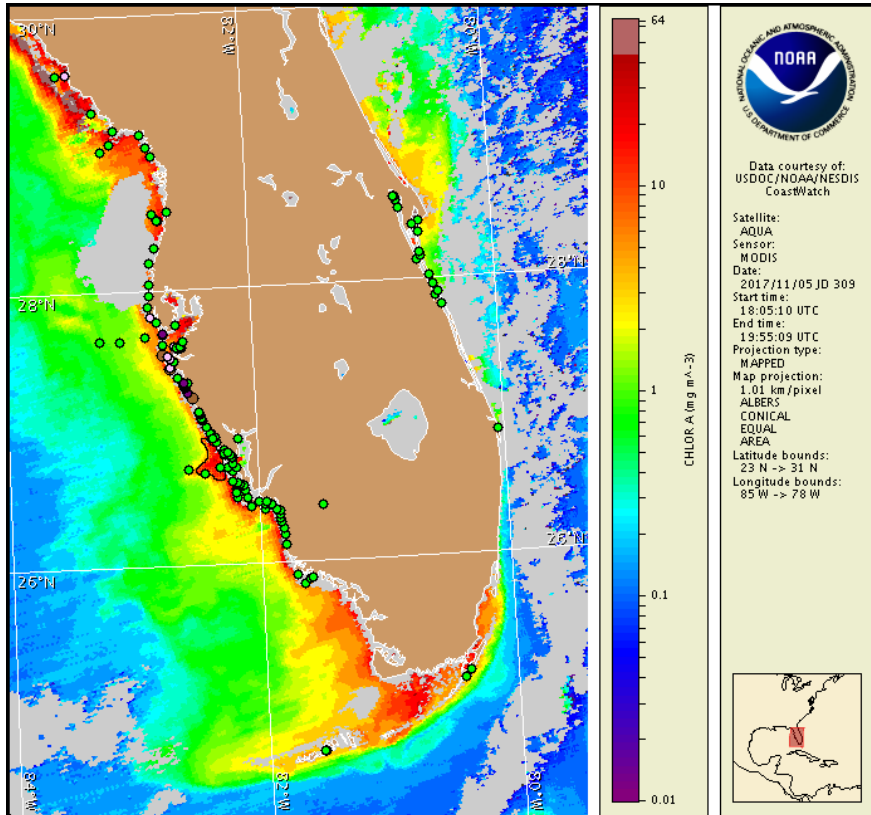 30°N
82°W
80°W
28°N
28°N
26°N
26°N
84°W
82°W
80°W
64
10
1
0.1
0.01
CHLOR A (mg m^-3)
NATIONAL OCEANIC AND ATMOSPHERIC ADMINISTRATION
NOAA
U.S. DEPARTMENT OF COMMERCE
Data courtesy of:
USDOC/NOAA/NESDIS
CoastWatch
Satellite:
AQUA
Sensor:
MODIS
Date:
2017/11/05 JD 309
Start time:
18:05:10 UTC
End time:
19:55:09 UTC
Projection type:
MAPPED
Map projection:
1.01 km/pixel
ALBERS
CONICAL
EQUAL
AREA
Latitude bounds:
23 N -> 31 N
Longitude bounds:
85 W -> 78 W